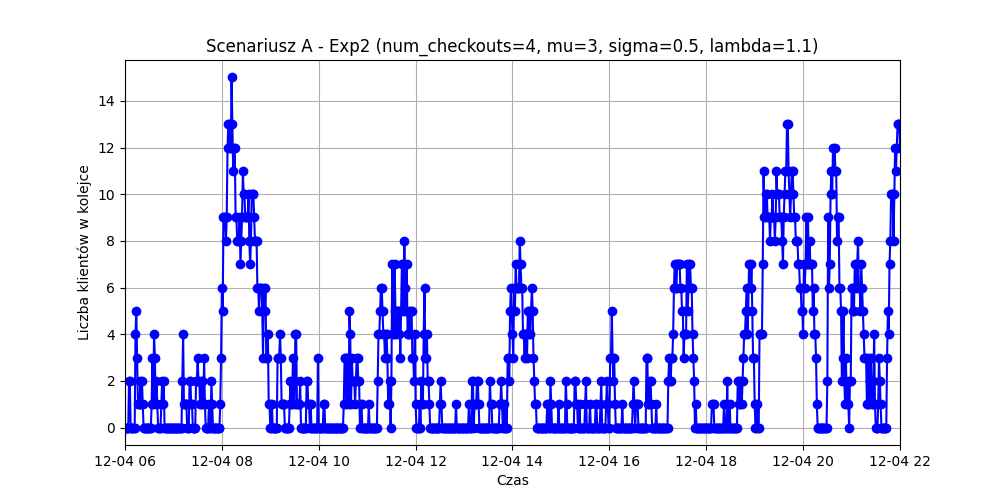 Scenariusz A - Exp2 (num_checkouts=4, mu=3, sigma=0.5, lambda=1.1)
Liczba klientów w kolejce
14
12
10
8
6
4
2
0
12-04 06 12-04 08 12-04 10 12-04 12 12-04 14 12-04 16 12-04 18 12-04 20 12-04 22
Czas